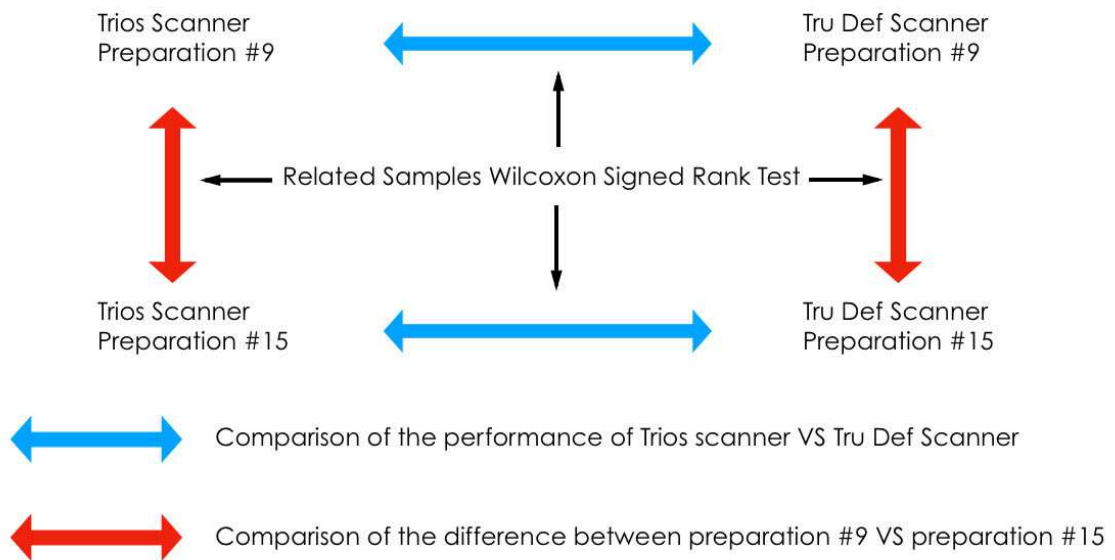 Trios Scanner
Preparation #9
Tru Def Scanner
Preparation #9
Related Samples Wilcoxon Signed Rank Test
Trios Scanner
Preparation #15
Tru Def Scanner
Preparation #15
Comparison of the performance of Trios scanner VS Tru Def Scanner
Comparison of the difference between preparation #9 VS preparation #15